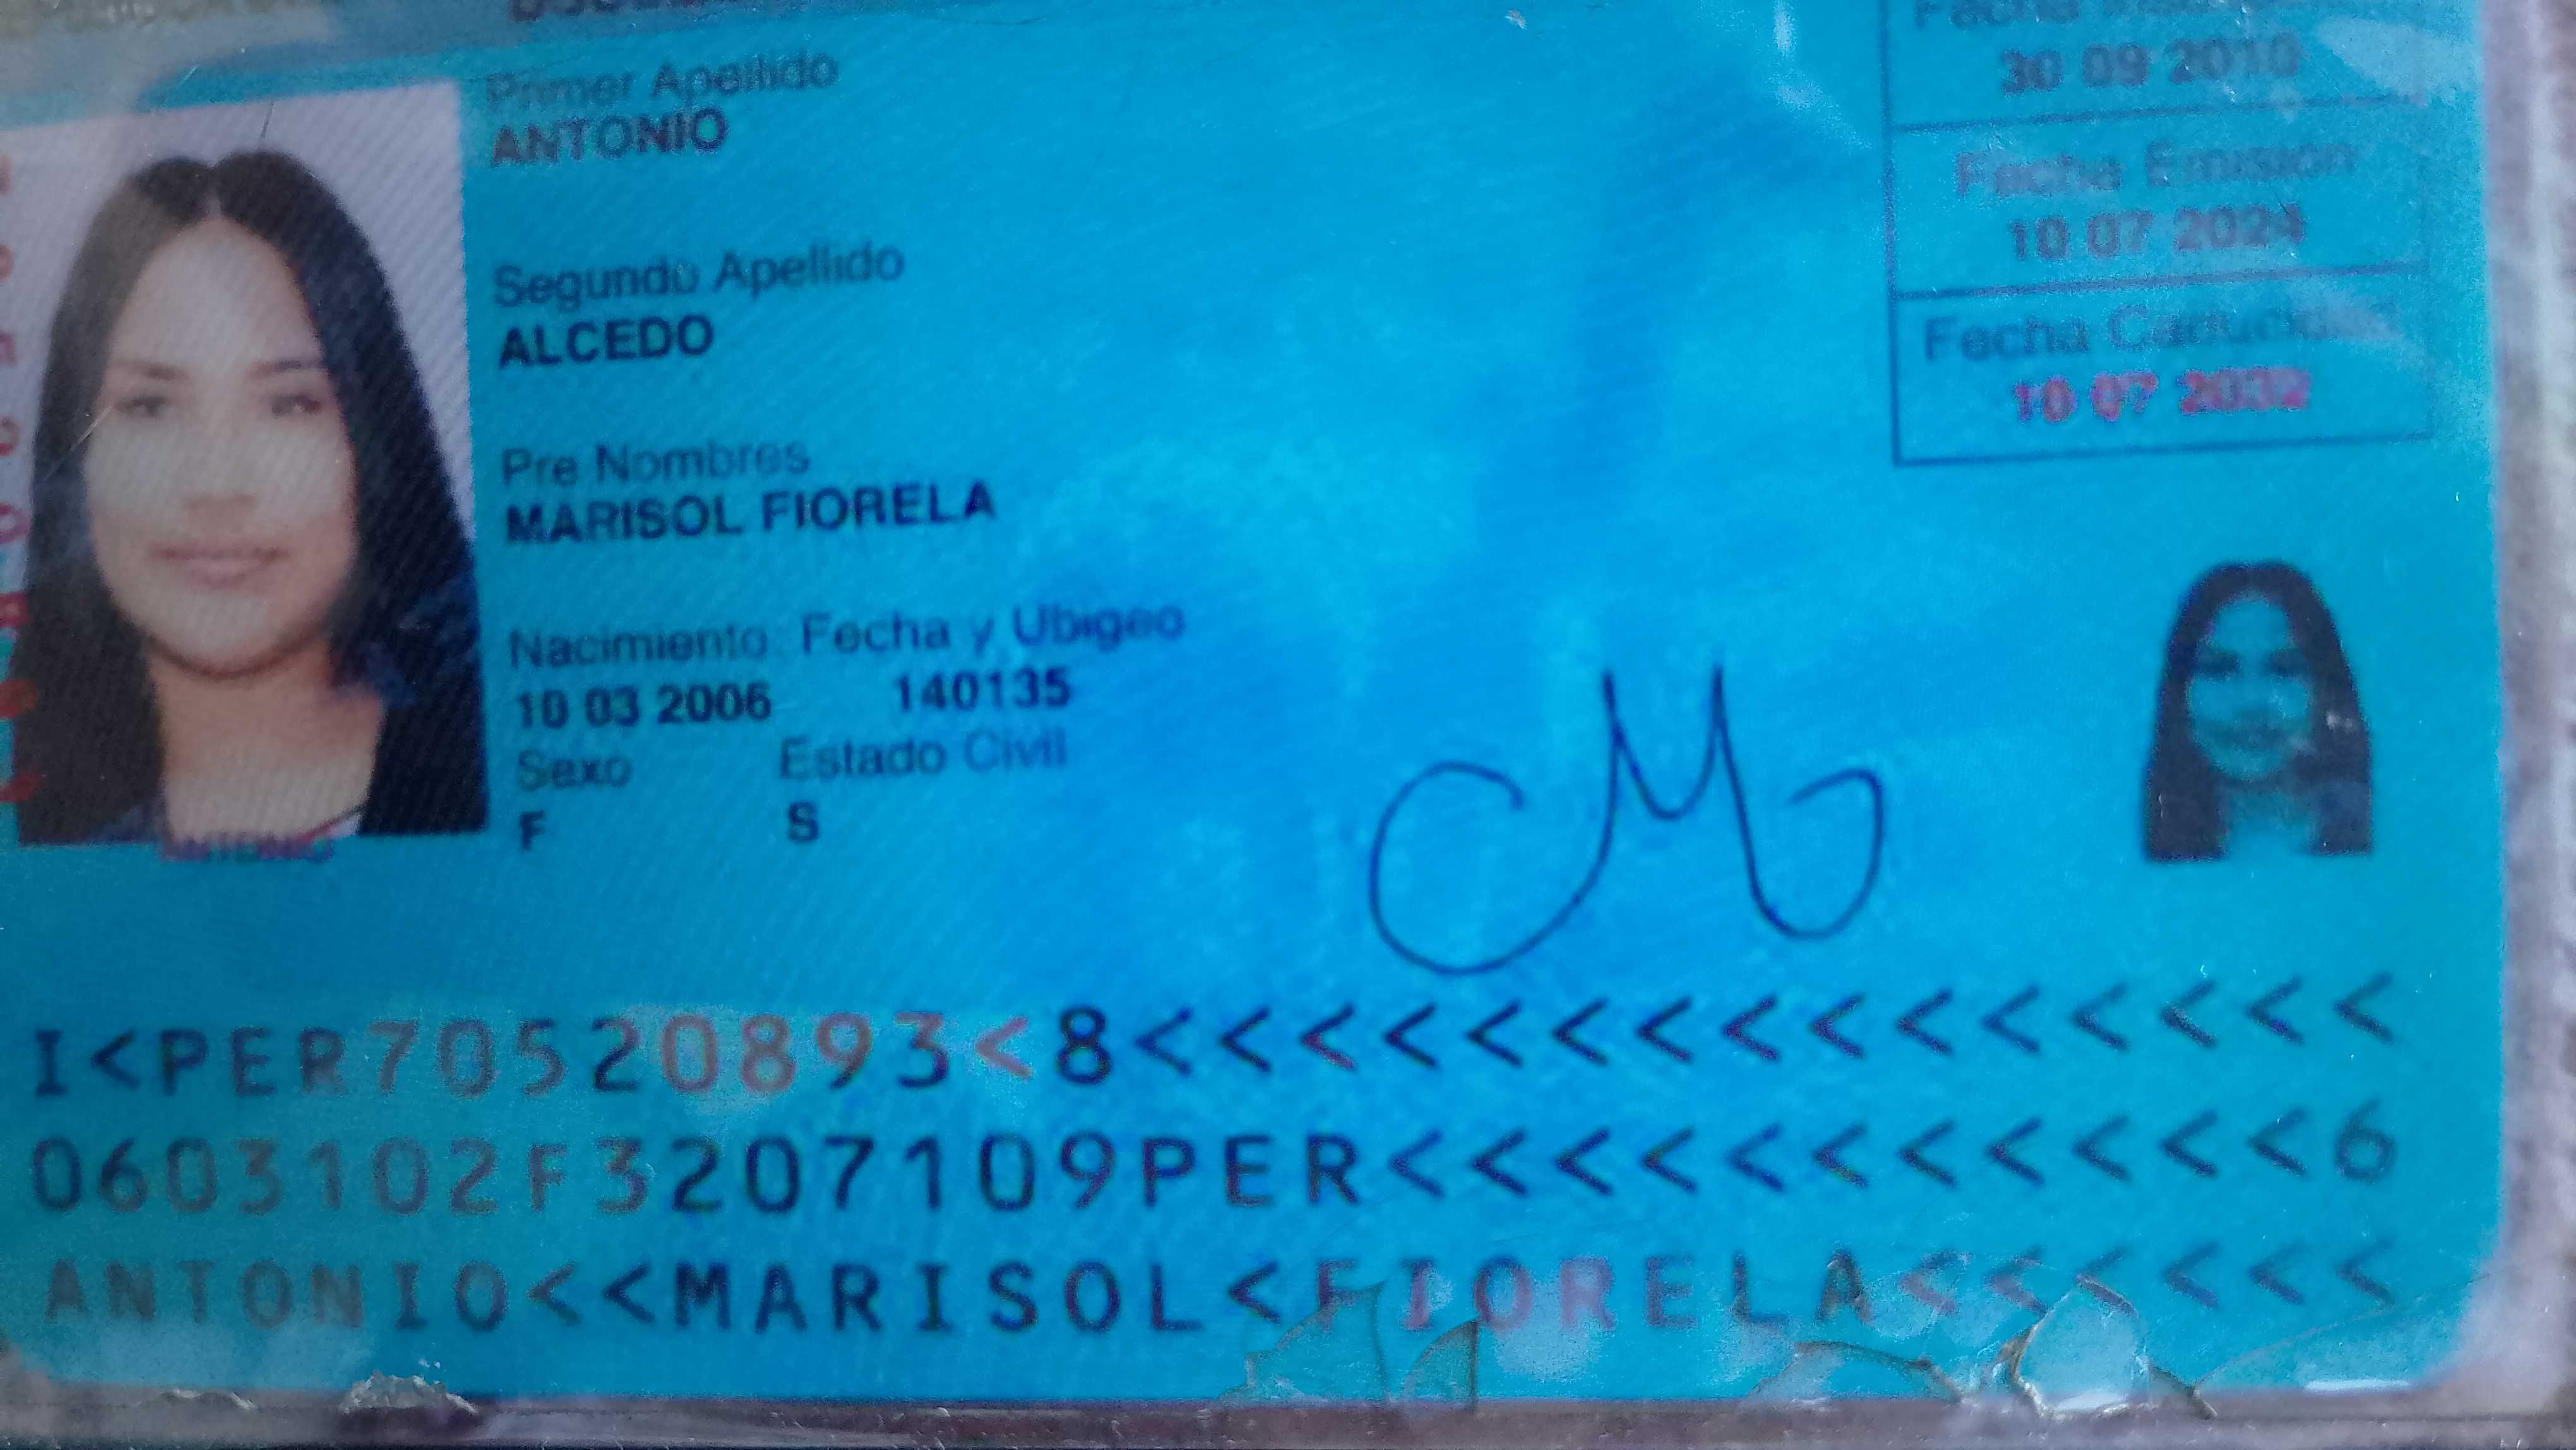 Primer Apellido
ANTONIO
Segundo Apellido
ALCEDO
Pre Nombres
MARISOL FIORELA
Nacimiento: Fecha y Ubigeo
10 03 2006 140135
Sexo Estado Civil
F S
30 09 2010
Fecha Emisión
10 07 2024
Fecha Caducidad
10 07 2032
I<PER70520893<8<<<<<<<<<<<<<<<
0603102F3207109PER<<<<<<<<<<<6
ANTONIO<<MARISOL<FIORELA<<<<<<